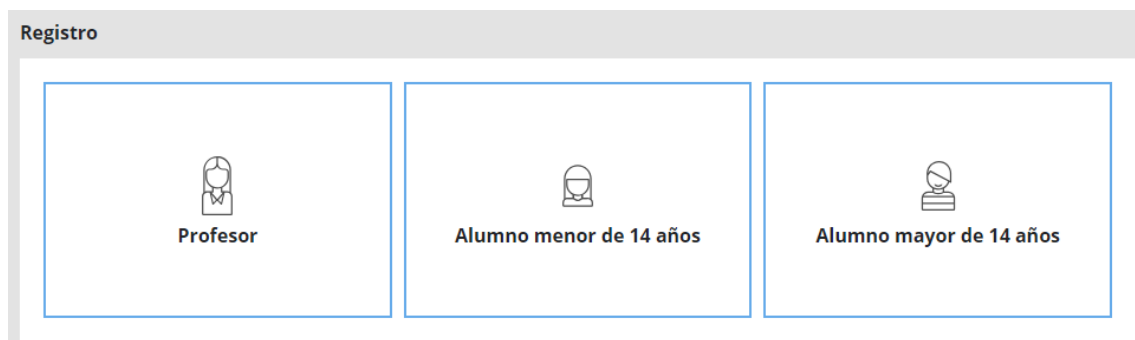 Registro
Profesor
Alumno menor de 14 años
Alumno mayor de 14 años